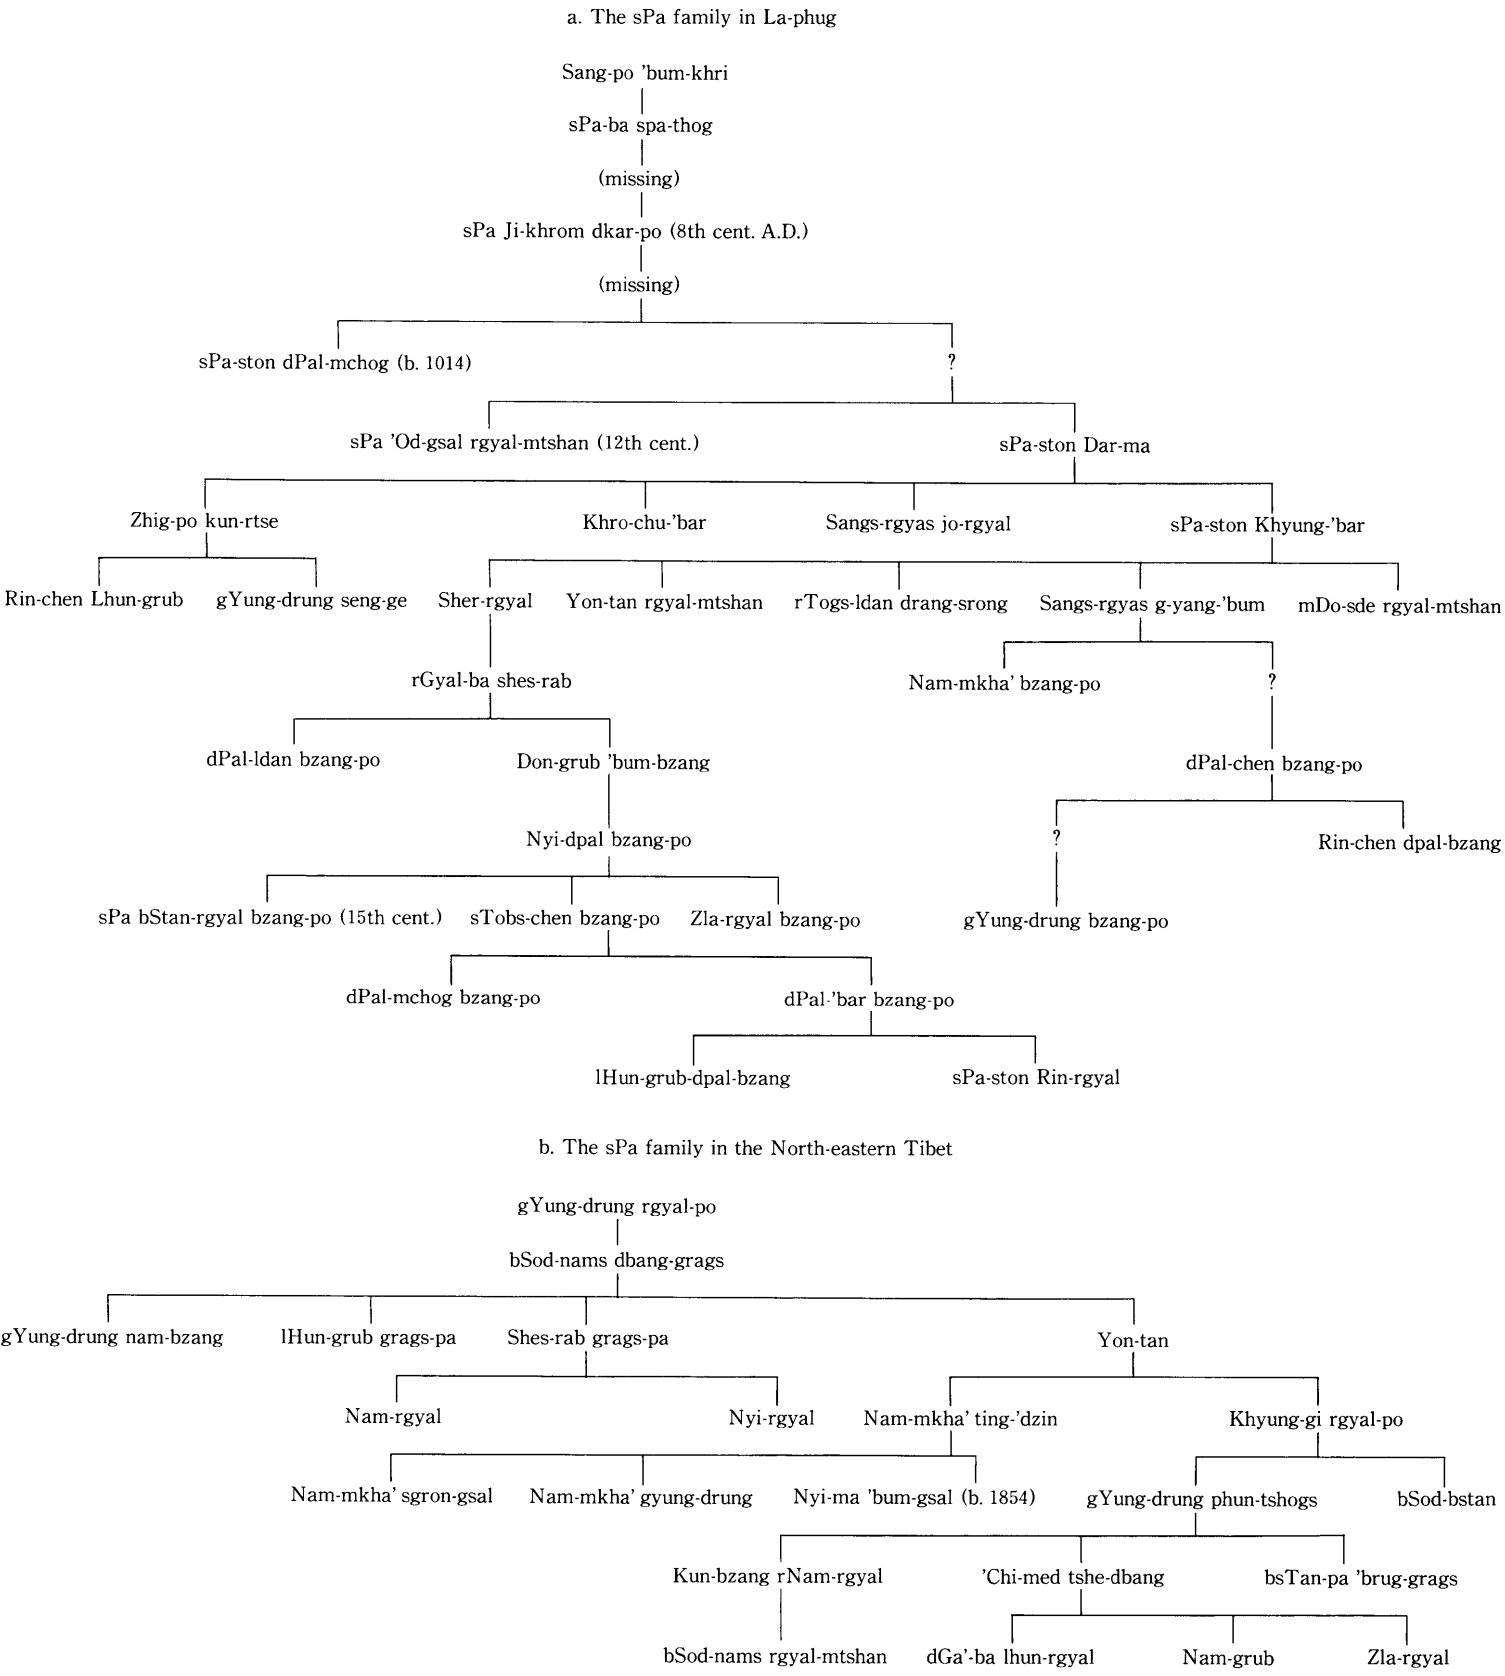 a. The sPa family in La-phug
Sang-po ’bum-khri
sPa-ba spa-thog
(missing)
sPa Ji-khrom dkar-po (8th cent. A.D.)
(missing)
sPa-ston dPal-mchog (b. 1014) ?
sPa ’Od-gsal rgyal-mtshan (12th cent.) sPa-ston Dar-ma
Zhig-po kun-rtse Khro-chu-’bar Sangs-rgyas jo-rgyal sPa-ston Khyung-’bar
Rin-chen Lhun-grub gYung-drung seng-ge Sher-rgyal Yon-tan rgyal-mtshan rTogs-ldan drang-srong Sangs-rgyas g-yang-’bum mDo-sde rgyal-mtshan
rGyal-ba shes-rab Nam-mkha’ bzang-po ?
dPal-ldan bzang-po Don-grub ’bum-bzang dPal-chen bzang-po
Nyi-dpal bzang-po ? Rin-chen dpal-bzang
sPa bStan-rgyal bzang-po (15th cent.) sTobs-chen bzang-po Zla-rgyal bzang-po gYung-drung bzang-po
dPal-mchog bzang-po dPal-’bar bzang-po
lHun-grub-dpal-bzang sPa-ston Rin-rgyal
b. The sPa family in the North-eastern Tibet
gYung-drung rgyal-po
bSod-nams dbang-grags
gYung-drung nam-bzang lHun-grub grags-pa Shes-rab grags-pa Yon-tan
Nam-rgyal Nyi-rgyal Nam-mkha’ ting-’dzin Khyung-gi rgyal-po
Nam-mkha’ sgron-gsal Nam-mkha’ gyung-drung Nyi-ma ’bum-gsal (b. 1854) gYung-drung phun-tshogs bSod-bstan
Kun-bzang rNam-rgyal ’Chi-med tshe-dbang bsTan-pa ’brug-grags
bSod-nams rgyal-mtshan dGa’-ba lhun-rgyal Nam-grub Zla-rgyal